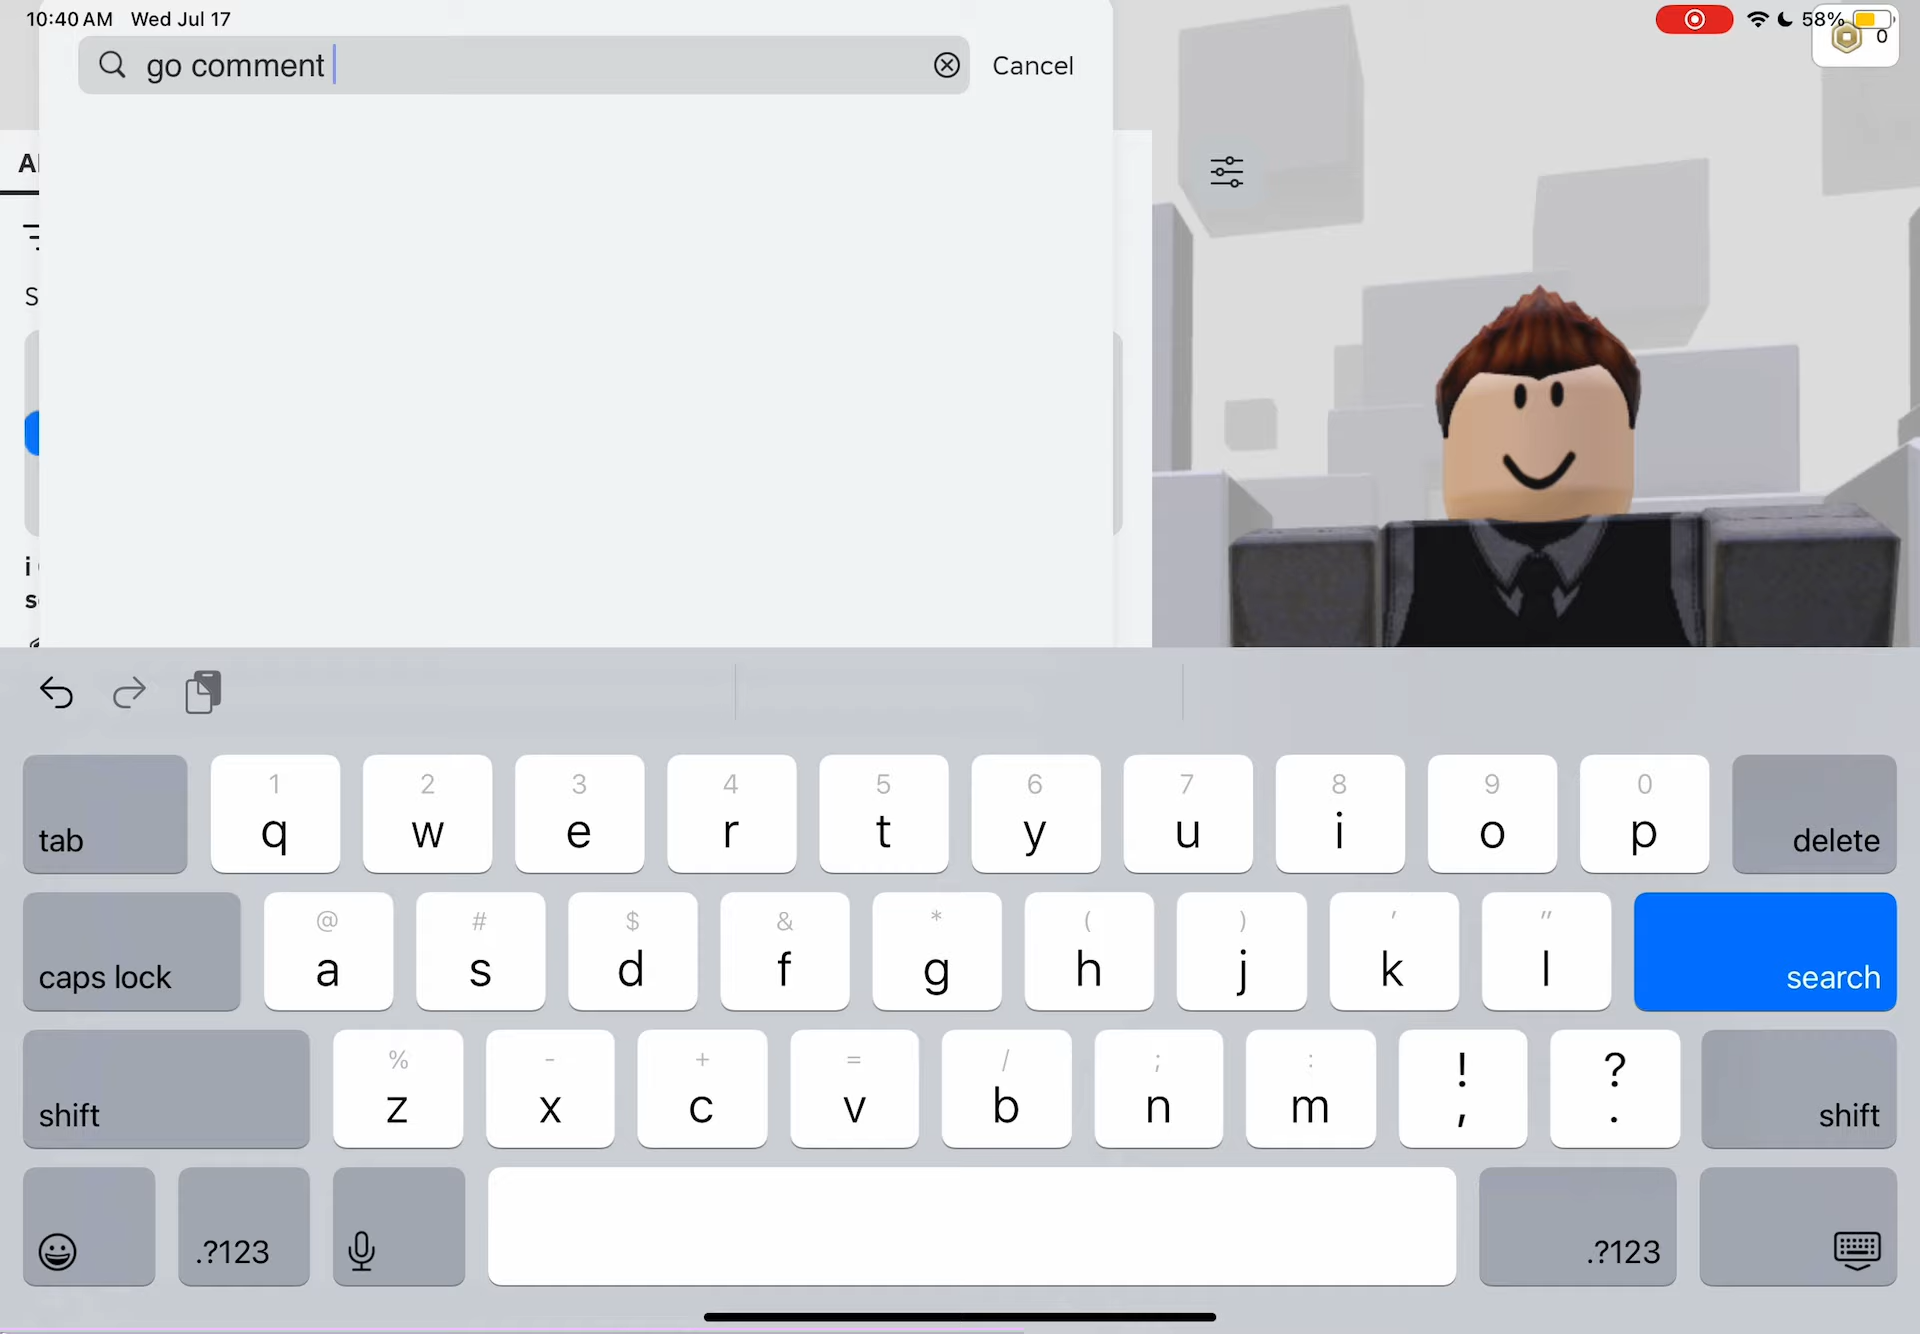 10:40 AM Wed Jul 17
58%
0
go comment
Cancel
S
i
tab
1 2 3 4 5 6 7 8 9 0
q w e r t y u i o p
delete
caps lock
@ # $ & * ( ) ' "
a s d f g h j k l
search
shift
% - + = / ; : ! ?
z x c v b n m , .
shift
.?123
.?123